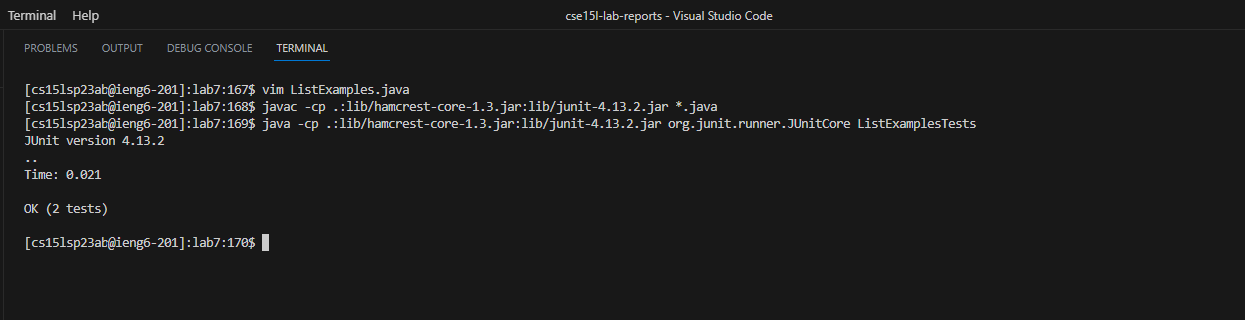 Terminal Help cse15l-lab-reports - Visual Studio Code
PROBLEMS OUTPUT DEBUG CONSOLE TERMINAL
[cs15lsp23ab@ieng6-201]:lab7:167$ vim ListExamples.java
[cs15lsp23ab@ieng6-201]:lab7:168$ javac -cp .:lib/hamcrest-core-1.3.jar:lib/junit-4.13.2.jar *.java
[cs15lsp23ab@ieng6-201]:lab7:169$ java -cp .:lib/hamcrest-core-1.3.jar:lib/junit-4.13.2.jar org.junit.runner.JUnitCore ListExamplesTests
JUnit version 4.13.2
..
Time: 0.021
OK (2 tests)
[cs15lsp23ab@ieng6-201]:lab7:170$